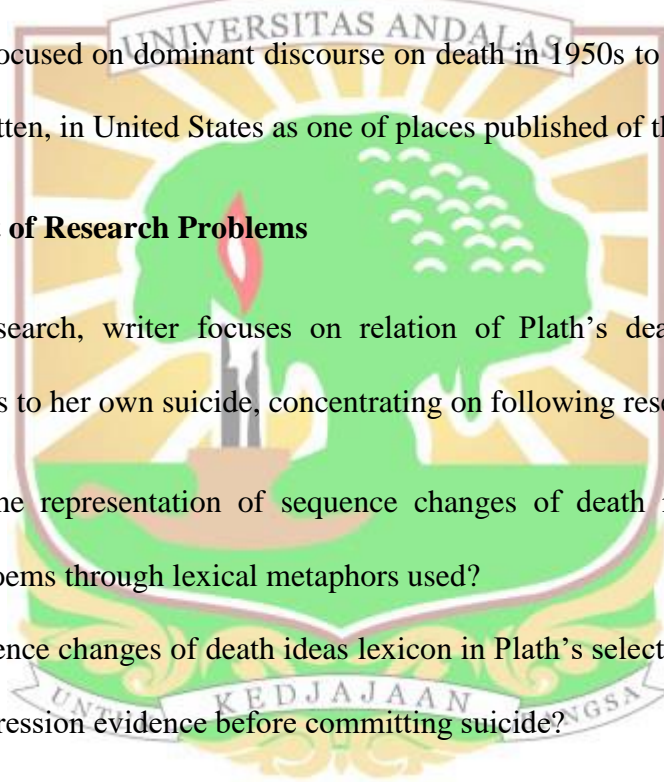 UNIVERSITAS ANDALAS
ocused on dominant discourse on death in 1950s to
tten, in United States as one of places published of th
of Research Problems
search, writer focuses on relation of Plath’s dea
s to her own suicide, concentrating on following rese
he representation of sequence changes of death
oems through lexical metaphors used?
ence changes of death ideas lexicon in Plath’s select
ression evidence before committing suicide?
UNT KEDJAJAAN NGSA